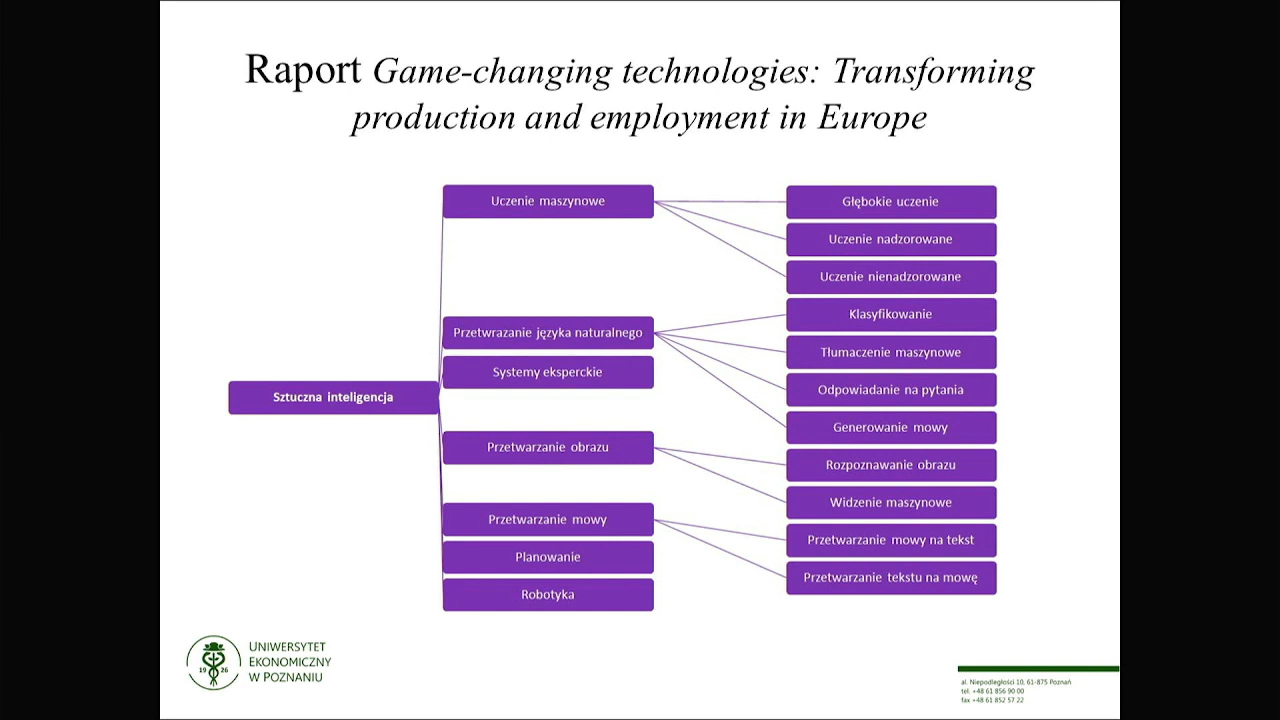 Raport Game-changing technologies: Transforming
production and employment in Europe
Sztuczna inteligencja
Uczenie maszynowe
Głębokie uczenie
Uczenie nadzorowane
Uczenie nienadzorowane
Przetwrazanie języka naturalnego
Klasyfikowanie
Tłumaczenie maszynowe
Odpowiadanie na pytania
Generowanie mowy
Systemy eksperckie
Przetwarzanie obrazu
Rozpoznawanie obrazu
Widzenie maszynowe
Przetwarzanie mowy
Przetwarzanie mowy na tekst
Przetwarzanie tekstu na mowę
Planowanie
Robotyka
19 26
UNIWERSYTET
EKONOMICZNY
W POZNANIU
al. Niepodległości 10, 61-875 Poznań
tel. +48 61 856 90 00
fax +48 61 852 57 22